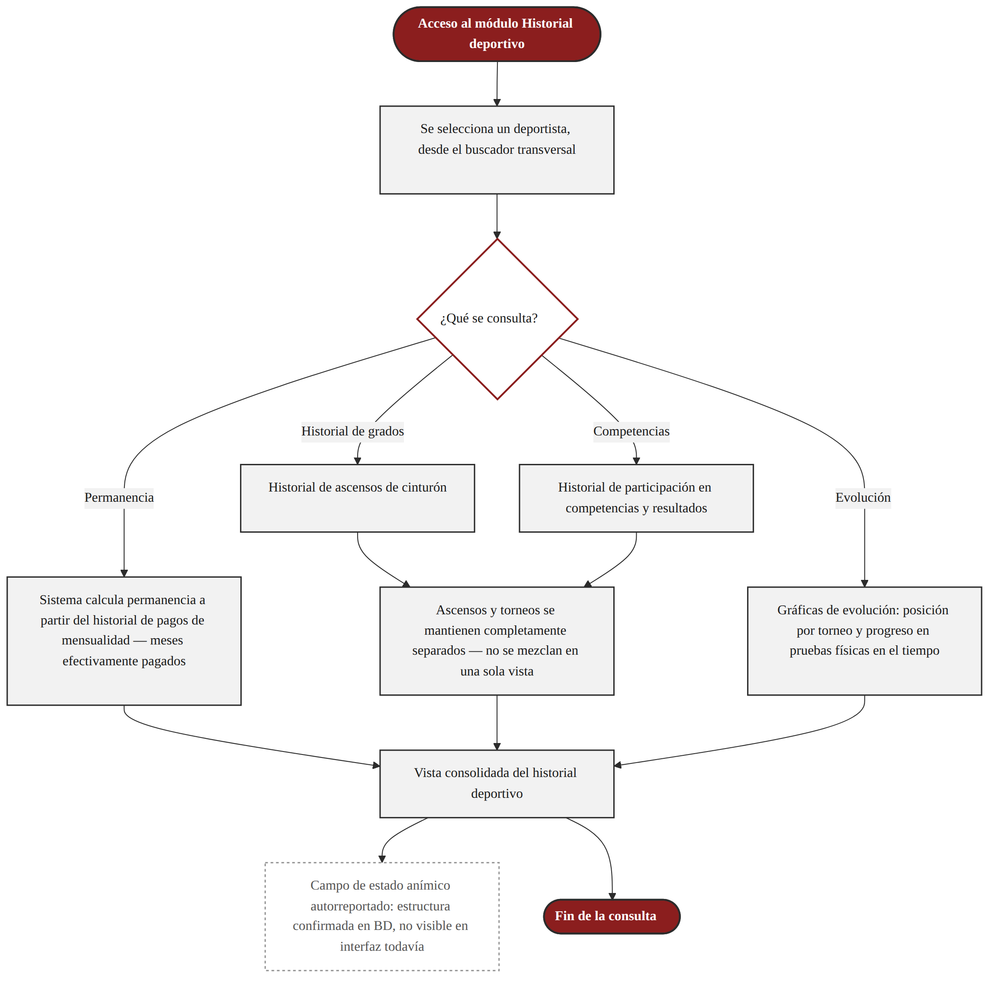 Acceso al módulo Historial
deportivo
Se selecciona un deportista,
desde el buscador transversal
¿Qué se consulta?
Historial de grados
Competencias
Historial de ascensos de cinturón
Historial de participación en
competencias y resultados
Permanencia
Evolución
Sistema calcula permanencia a
partir del historial de pagos de
mensualidad — meses
efectivamente pagados
Ascensos y torneos se
mantienen completamente
separados — no se mezclan en
una sola vista
Gráficas de evolución: posición
por torneo y progreso en
pruebas físicas en el tiempo
Vista consolidada del historial
deportivo
Campo de estado anímico
autorreportado: estructura
confirmada en BD, no visible en
interfaz todavía
Fin de la consulta